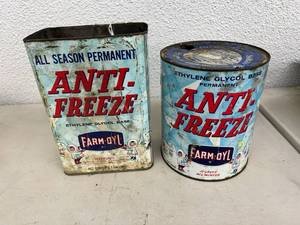 ALL SEASON PERMANENT
ANTI-
FREEZE
ETHYLENE GLYCOL BASE
FARM-OYL
ETHYLENE GLYCOL BASE
PERMANENT
ANTI-
FREEZE
FARM-OYL